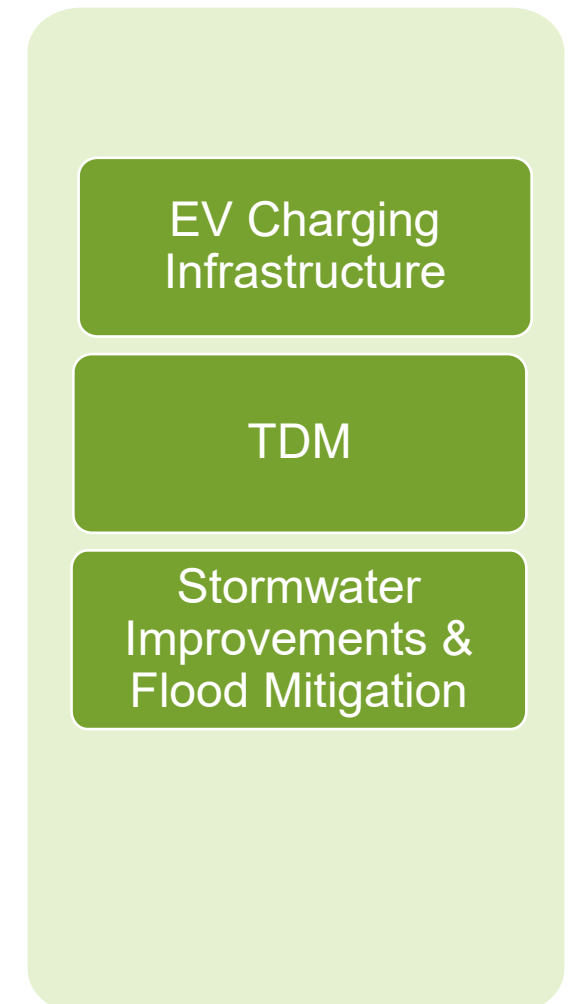 EV Charging
Infrastructure
TDM
Stormwater
Improvements &
Flood Mitigation